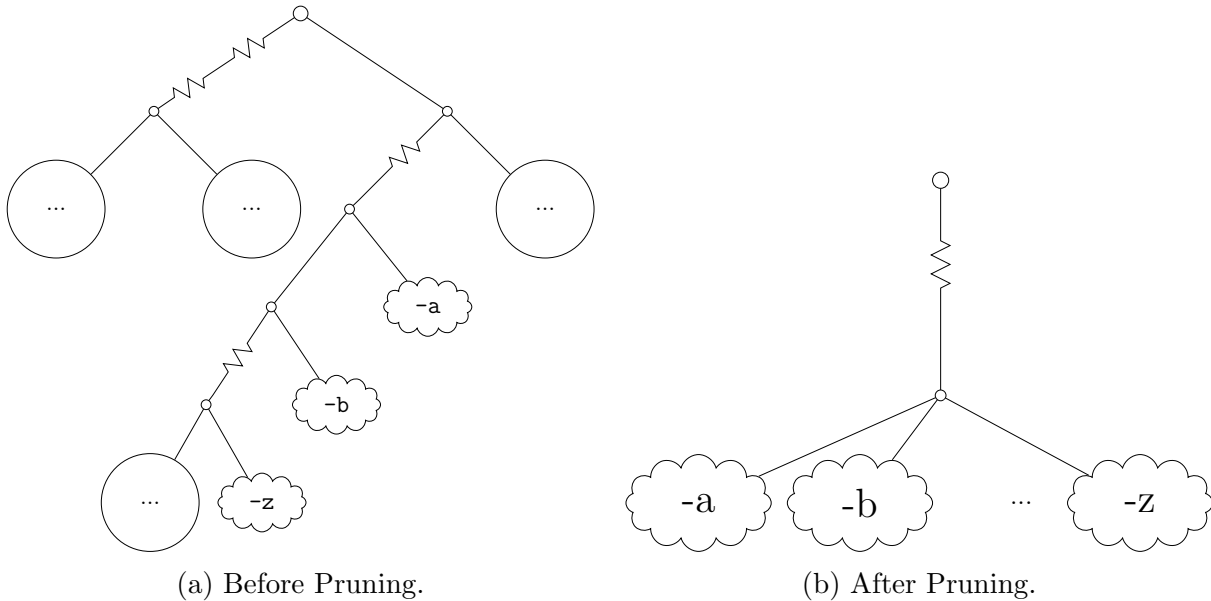 ... ... ...
-a
-b
... -z
-a -b ... -z
(a) Before Pruning. (b) After Pruning.